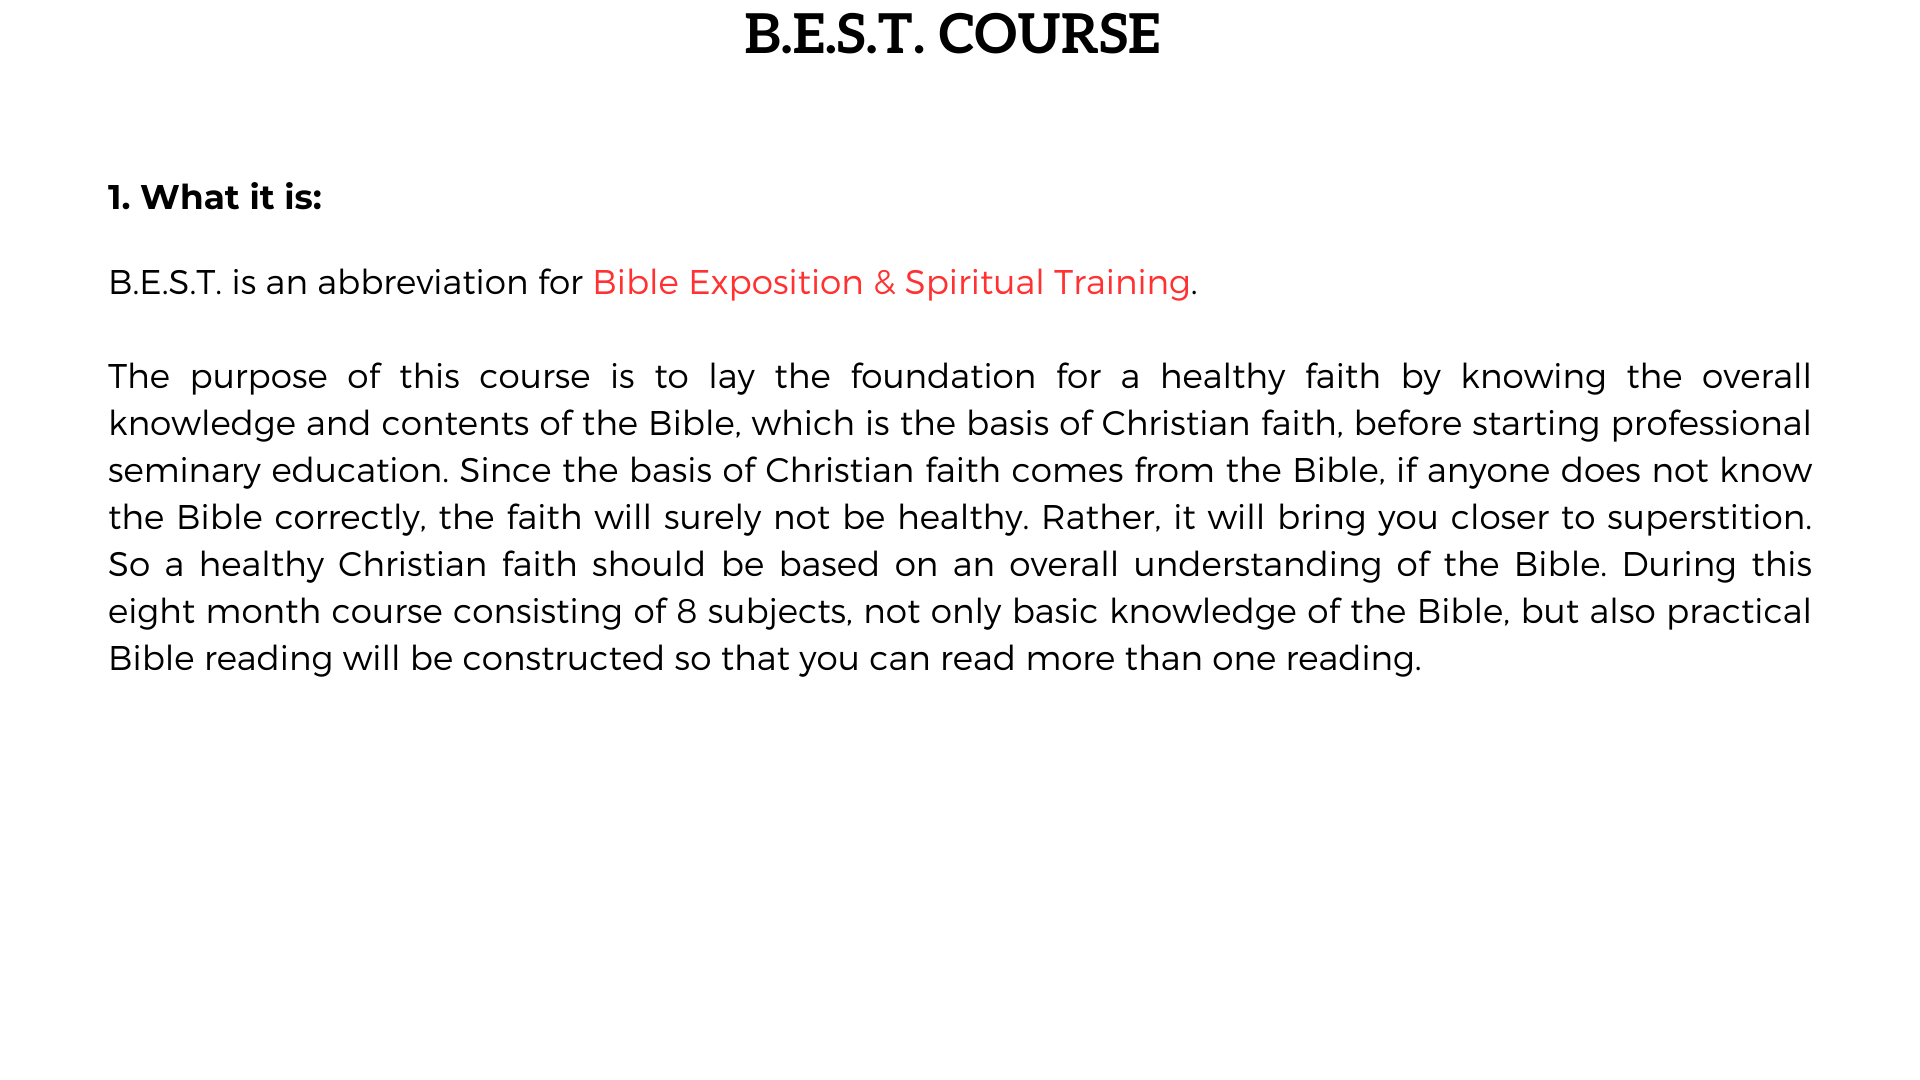 B.E.S.T. COURSE
1. What it is:
B.E.S.T. is an abbreviation for Bible Exposition & Spiritual Training.
The purpose of this course is to lay the foundation for a healthy faith by knowing the overall
knowledge and contents of the Bible, which is the basis of Christian faith, before starting professional
seminary education. Since the basis of Christian faith comes from the Bible, if anyone does not know
the Bible correctly, the faith will surely not be healthy. Rather, it will bring you closer to superstition.
So a healthy Christian faith should be based on an overall understanding of the Bible. During this
eight month course consisting of 8 subjects, not only basic knowledge of the Bible, but also practical
Bible reading will be constructed so that you can read more than one reading.